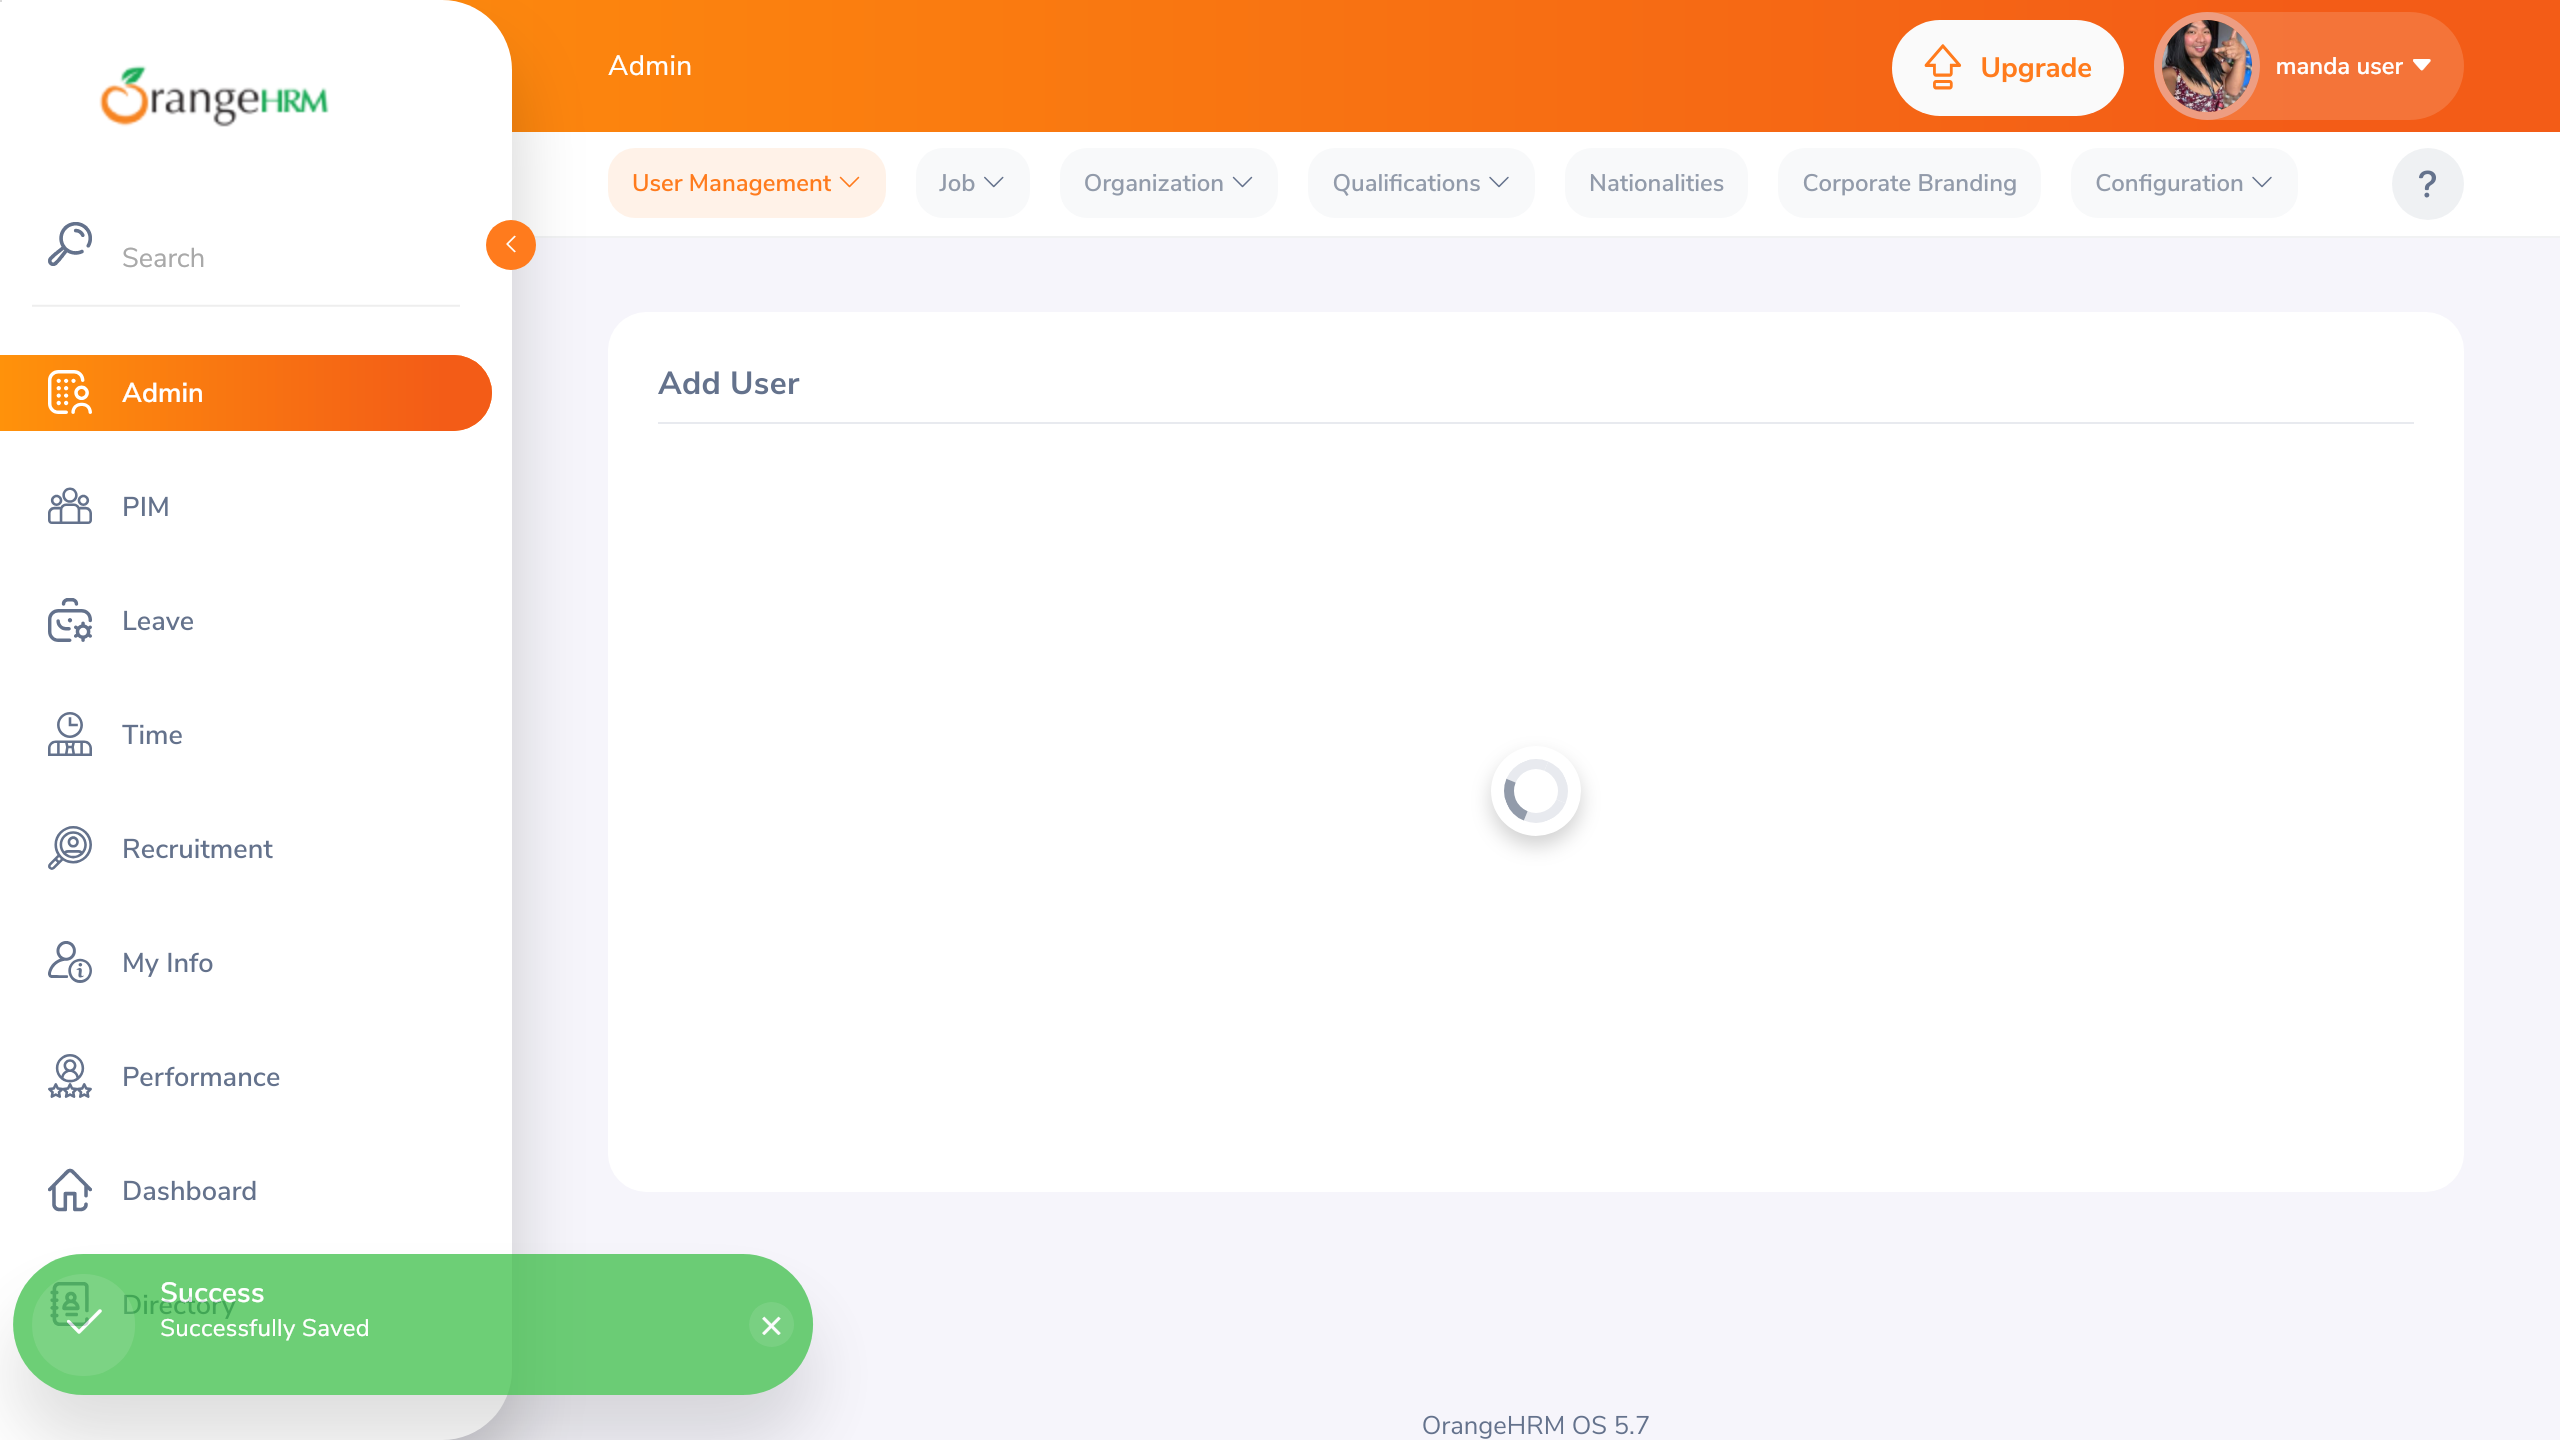 OrangeHRM
Admin
Upgrade
manda user
User Management
Job
Organization
Qualifications
Nationalities
Corporate Branding
Configuration
?
Search
Admin
PIM
Leave
Time
Recruitment
My Info
Performance
Dashboard
Directory
Add User
Success
Successfully Saved
OrangeHRM OS 5.7